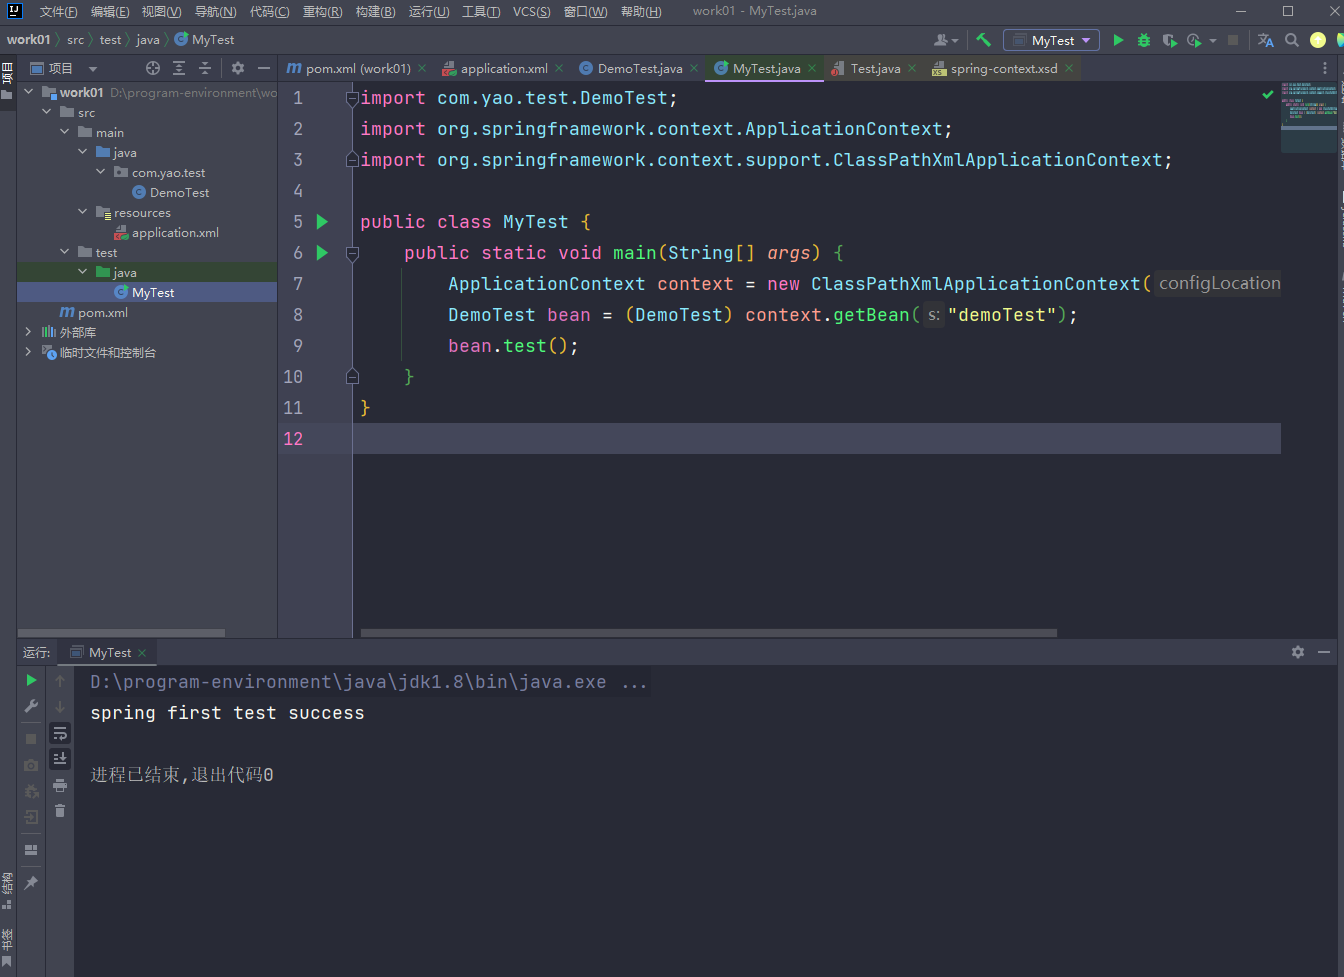 文件(F) 编辑(E) 视图(V) 导航(N) 代码(C) 重构(R) 构建(B) 运行(U) 工具(T) VCS(S) 窗口(W) 帮助(H) work01 - MyTest.java
work01 src test java MyTest
MyTest
项目
项目
pom.xml (work01) application.xml DemoTest.java MyTest.java Test.java spring-context.xsd
work01 D:\program-environment\wo
src
main
java
com.yao.test
DemoTest
resources
application.xml
test
java
MyTest
pom.xml
外部库
临时文件和控制台
1 import com.yao.test.DemoTest;
2 import org.springframework.context.ApplicationContext;
3 import org.springframework.context.support.ClassPathXmlApplicationContext;
4
5 public class MyTest {
6 public static void main(String[] args) {
7 ApplicationContext context = new ClassPathXmlApplicationContext( configLocation
8 DemoTest bean = (DemoTest) context.getBean( s: "demoTest");
9 bean.test();
10 }
11 }
12
运行: MyTest
D:\program-environment\java\jdk1.8\bin\java.exe ...
spring first test success
进程已结束,退出代码0
结构
书签